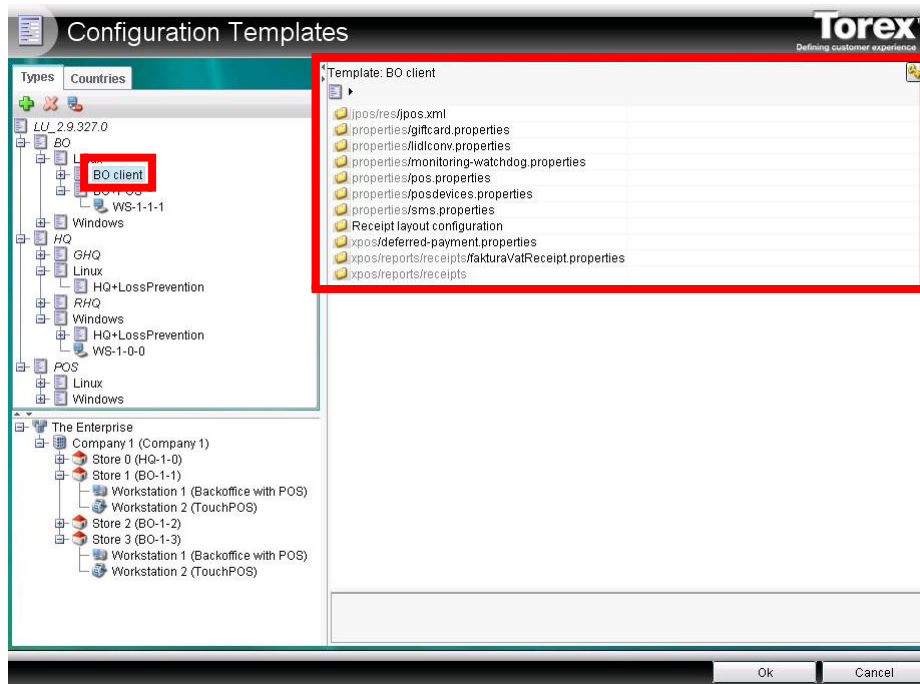 Configuration Templates
Torex
Defining customer experience
Types
Countries
LU_2.9.327.0
BO
BO client
BO+POS
WS-1-1-1
Windows
HQ
GHQ
Linux
HQ+LossPrevention
RHQ
Windows
HQ+LossPrevention
WS-1-0-0
POS
Linux
Windows
The Enterprise
Company 1 (Company 1)
Store 0 (HQ-1-0)
Store 1 (BO-1-1)
Workstation 1 (Backoffice with POS)
Workstation 2 (TouchPOS)
Store 2 (BO-1-2)
Store 3 (BO-1-3)
Workstation 1 (Backoffice with POS)
Workstation 2 (TouchPOS)
Template: BO client
jpos/res/jpos.xml
properties/giftcard.properties
properties/lidlconv.properties
properties/monitoring-watchdog.properties
properties/pos.properties
properties/posdevices.properties
properties/sms.properties
Receipt layout configuration
xpos/deferred-payment.properties
xpos/reports/receipts/fakturaVatReceipt.properties
xpos/reports/receipts
Ok
Cancel